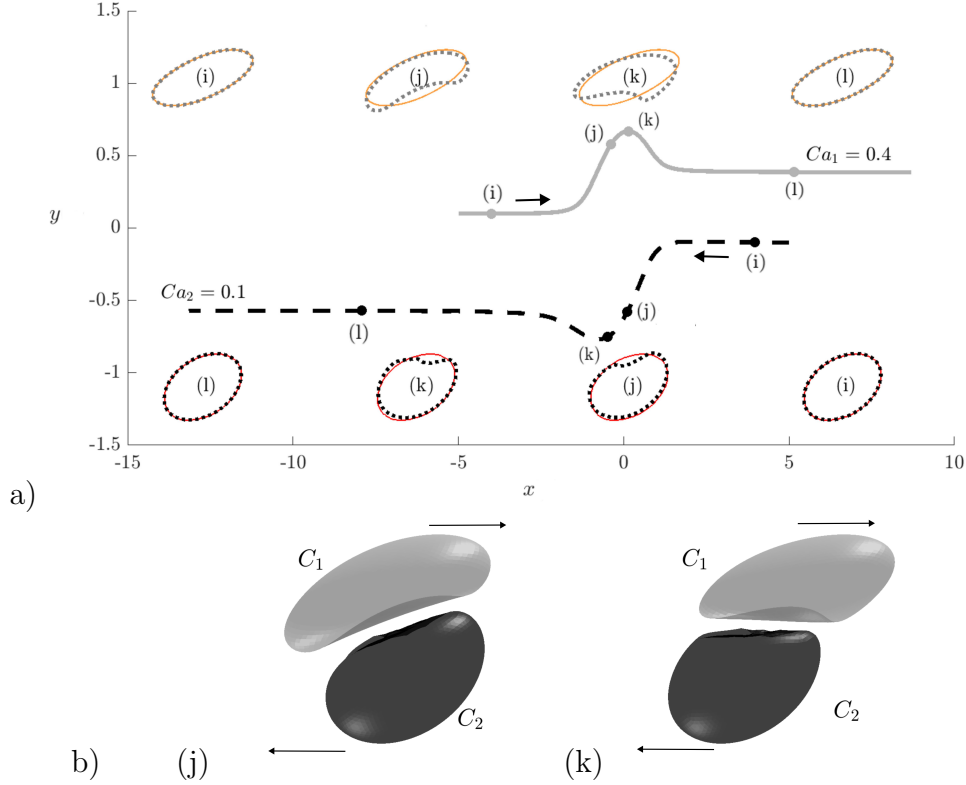 1.5
(i) (j) (k) (l)
1
(k)
(j)
0.5
Ca₁ = 0.4
(i)
(l)
y
0
(i)
Ca₂ = 0.1
-0.5
(j)
(l)
(k)
-1
(l) (k) (j) (i)
-1.5
-15 -10 -5 0 5 10
x
a)
C₁
C₂
C₁
C₂
b) (j) (k)